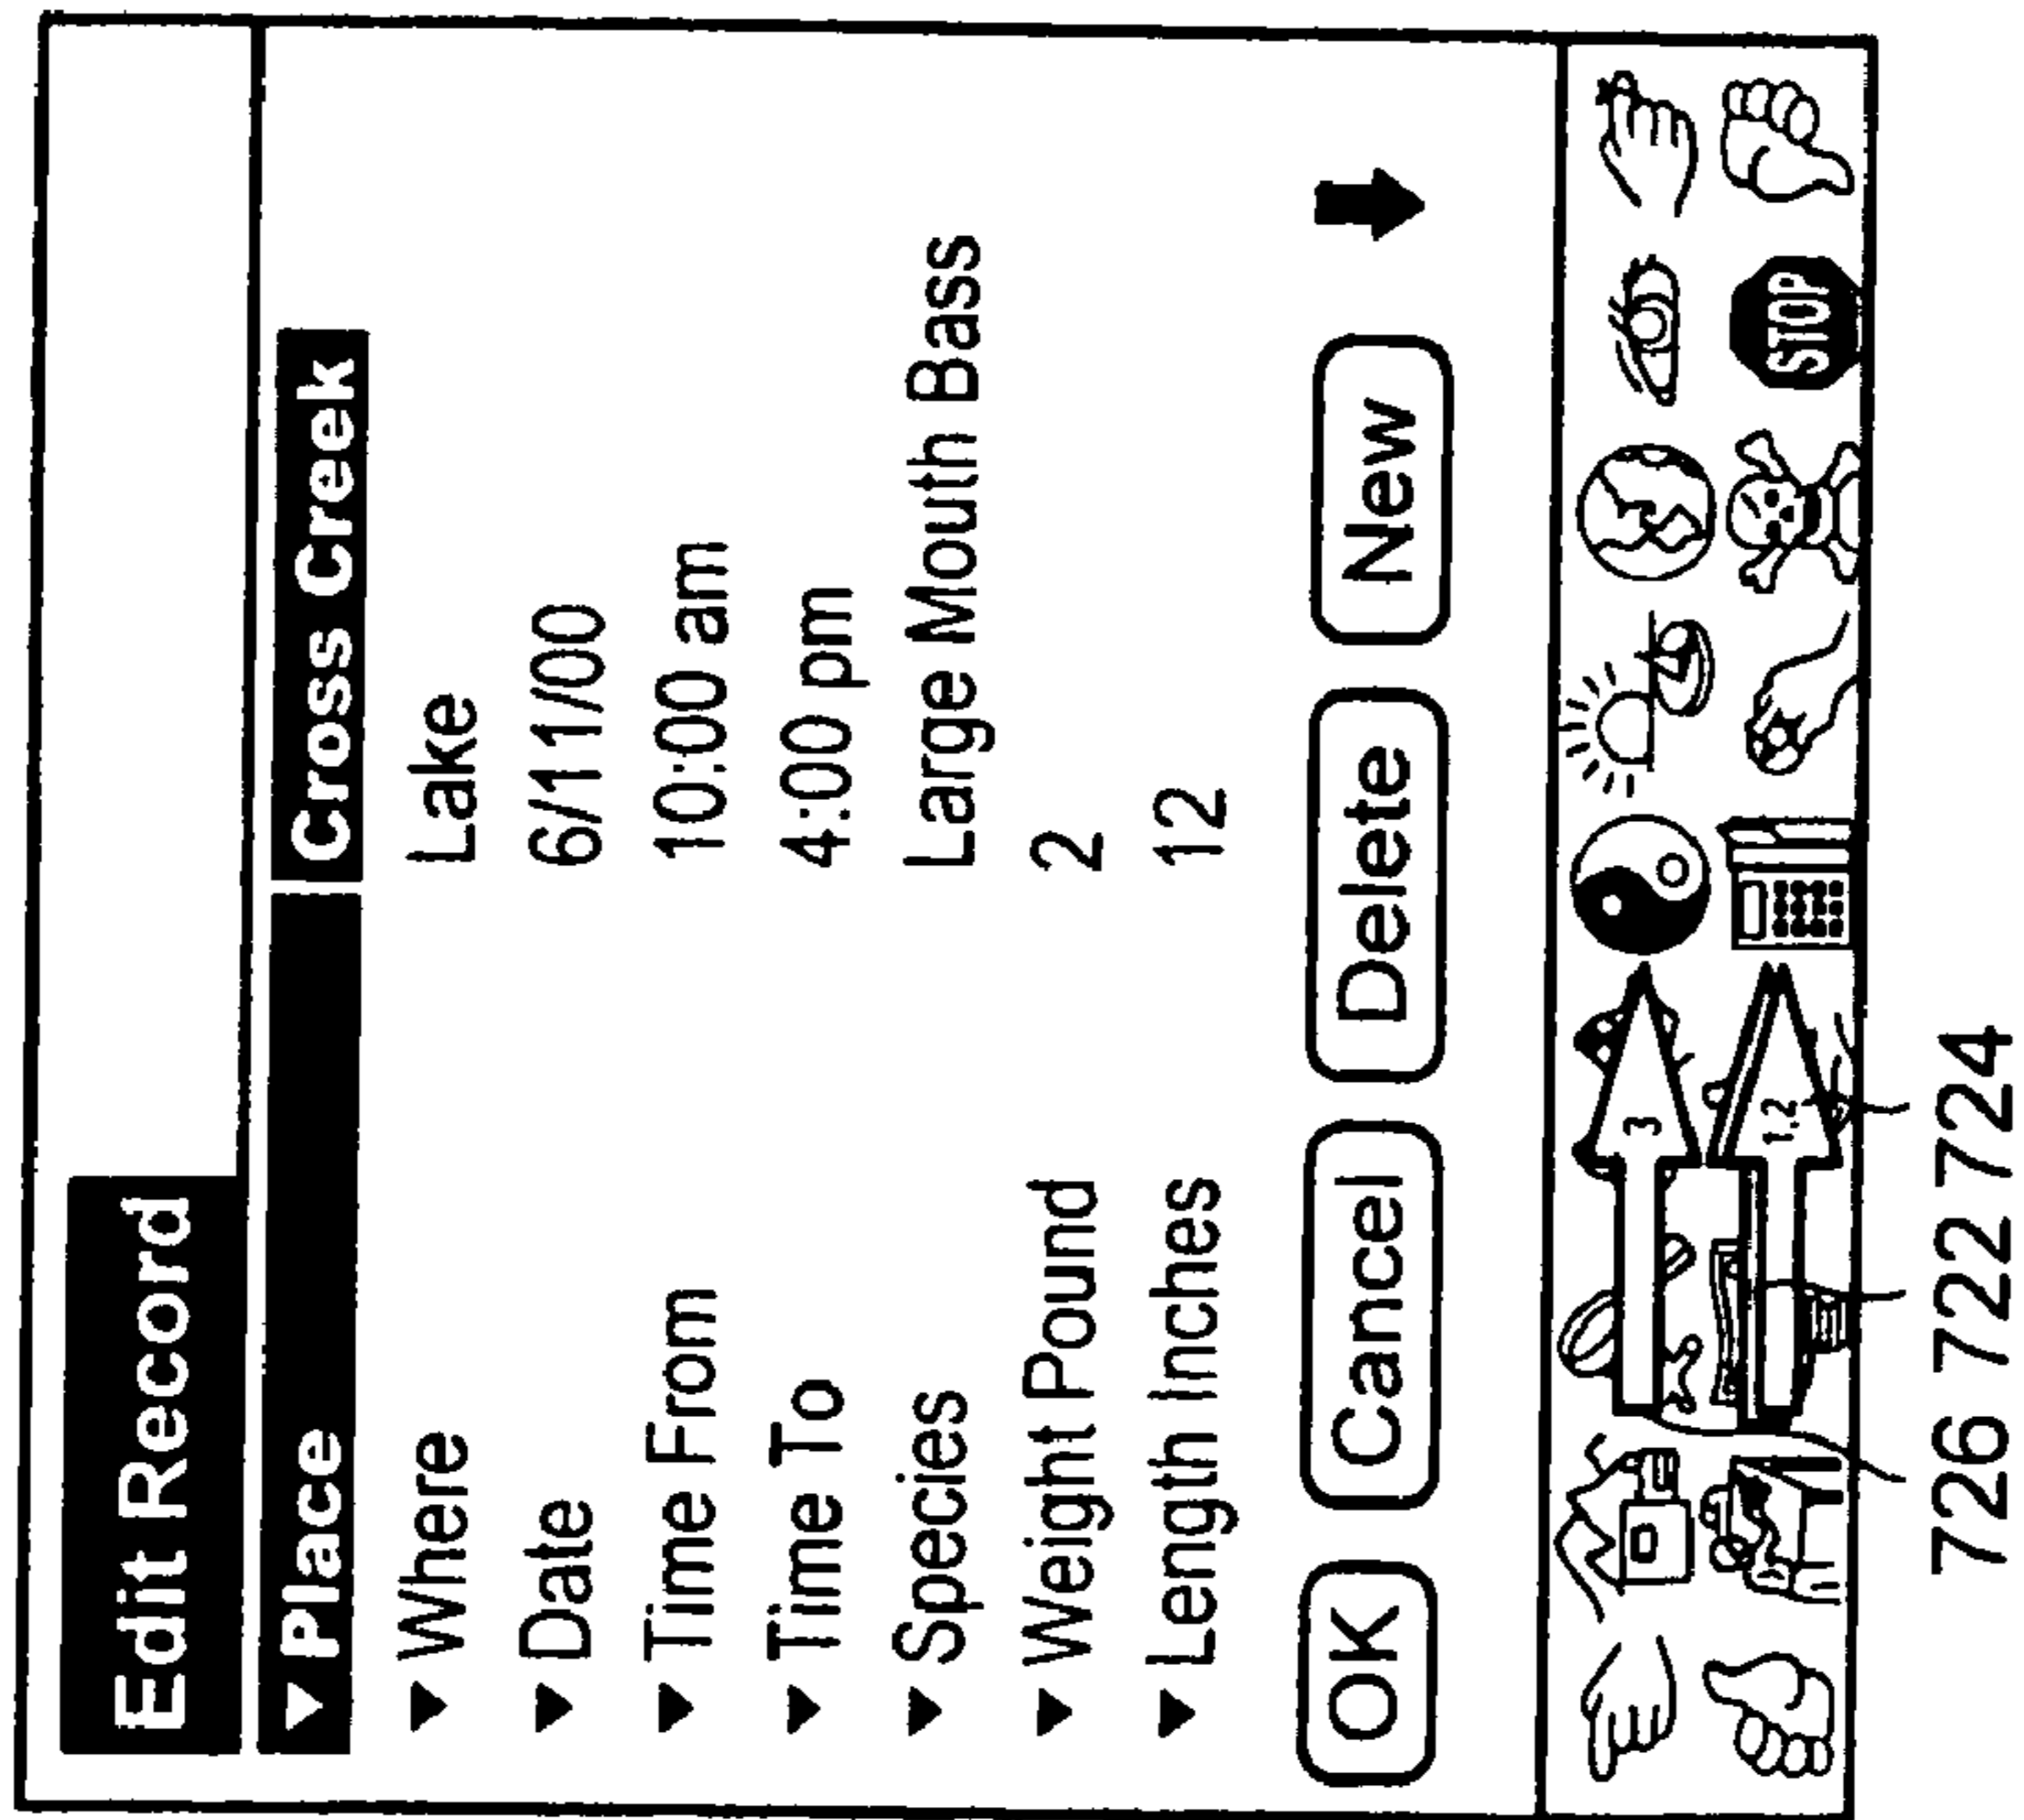 Edit Record
Place Cross Creek
Where Lake
Date 6/11/00
Time From 10:00 am
Time To 4:00 pm
Species Large Mouth Bass
Weight Pound 2
Length Inches 12
OK Cancel Delete New
3
STOP
1,2
726 722 724